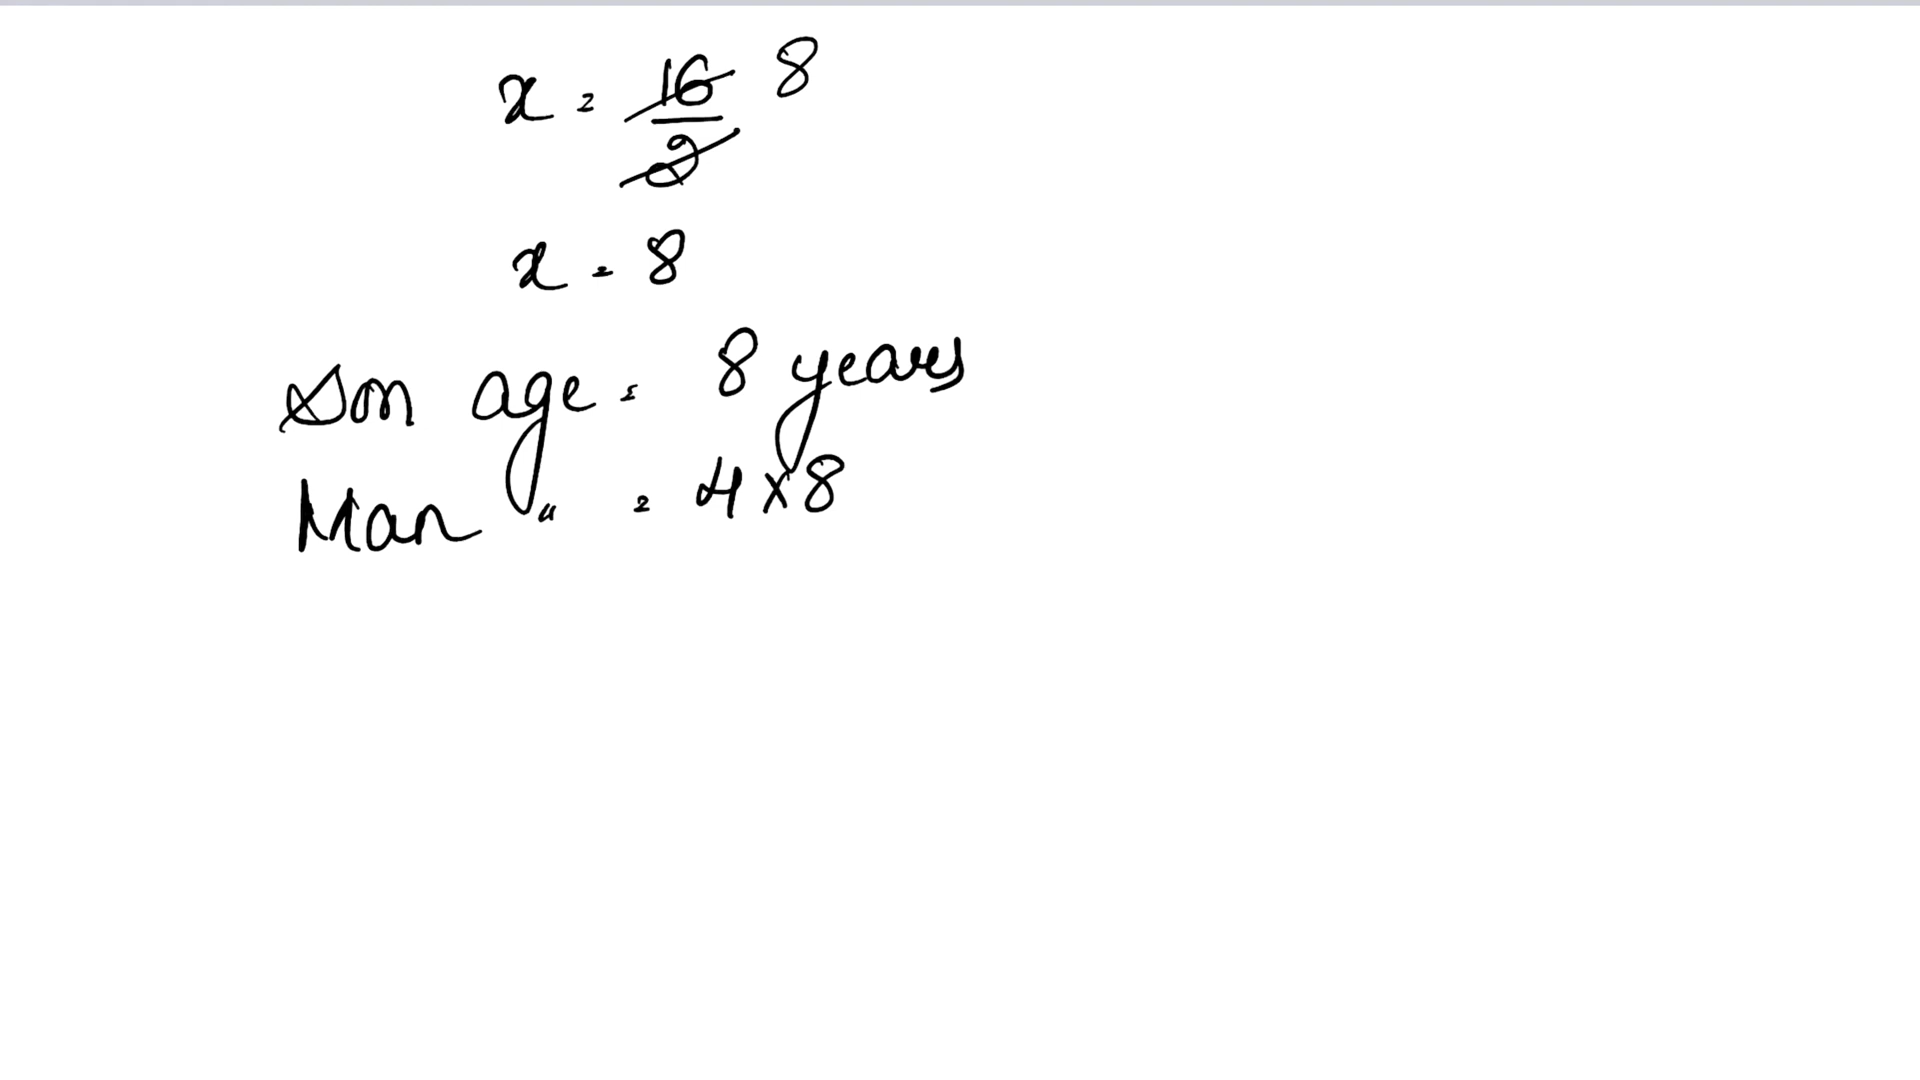 x = 16/2 8
x = 8
Son age = 8 years
Man " = 4×8